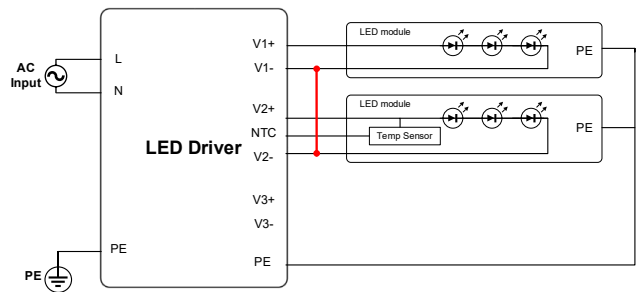 AC
Input
L
N
LED Driver
PE
PE
V1+
V1-
V2+
NTC
V2-
V3+
V3-
PE
LED module
PE
LED module
Temp Sensor
PE